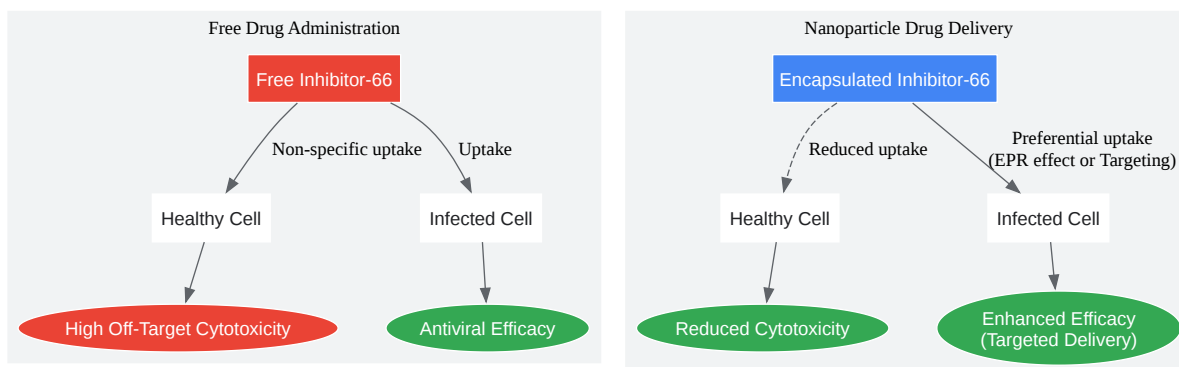 Free Drug Administration
Free Inhibitor-66
Non-specific uptake
Uptake
Healthy Cell
Infected Cell
High Off-Target Cytotoxicity
Antiviral Efficacy
Nanoparticle Drug Delivery
Encapsulated Inhibitor-66
Reduced uptake
Preferential uptake
(EPR effect or Targeting)
Healthy Cell
Infected Cell
Reduced Cytotoxicity
Enhanced Efficacy
(Targeted Delivery)